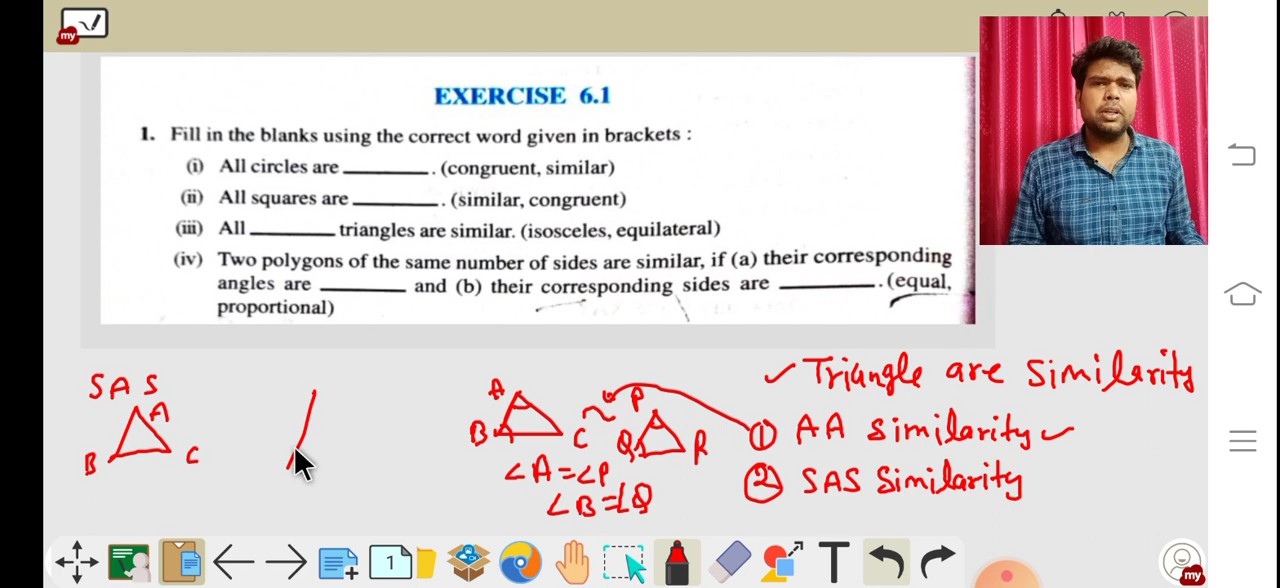 my
EXERCISE 6.1
1. Fill in the blanks using the correct word given in brackets :
(i) All circles are ________. (congruent, similar)
(ii) All squares are ________. (similar, congruent)
(iii) All ________ triangles are similar. (isosceles, equilateral)
(iv) Two polygons of the same number of sides are similar, if (a) their corresponding
angles are ________ and (b) their corresponding sides are ________. (equal,
proportional)
SAS
A
B
C
A
B
C
~
P
Q
R
∠A=∠P
∠B=∠Q
✓ Triangle are similarity
① AA similarity ✓
② SAS similarity
1
T
my